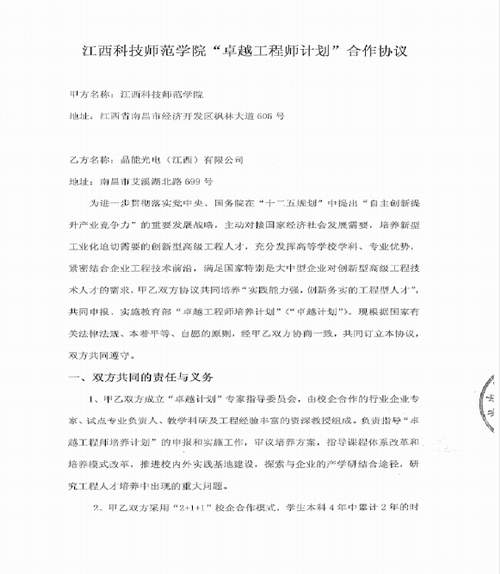 江西科技师范学院“卓越工程师计划”合作协议
甲方名称：江西科技师范学院
地址：江西省南昌市经济开发区枫林大道605号
乙方名称：晶能光电（江西）有限公司
地址：南昌市艾溪湖北路699号
为进一步贯彻落实党中央、国务院在“十二五规划”中提出“自主创新提
升产业竞争力”的重要发展战略，主动对接国家经济社会发展需要，培养新型
工业化迫切需要的创新型高级工程人才，充分发挥高等学校学科、专业优势，
紧密结合企业工程技术前沿，满足国家特别是大中型企业对创新型高级工程技
术人才的需求，甲乙双方协议共同培养“实践能力强，创新务实的工程型人才”，
共同申报、实施教育部“卓越工程师培养计划”（“卓越计划”）。现根据国家有
关法律法规、本着平等、自愿的原则，经甲乙双方协商一致，共同订立本协议，
双方共同遵守。
一、双方共同的责任与义务
1、甲乙双方成立“卓越计划”专家指导委员会，由校企合作的行业企业专
家、试点专业负责人、教学科研及工程经验丰富的资深教授组成，负责指导“卓
越工程师培养计划”的申报和实施工作，审议培养方案，指导课程体系改革和
培养模式改革，推进校内外实践基地建设，探索与企业的产学研结合途径，研
究工程人才培养中出现的重大问题。
2、甲乙双方采用“2+1+1”校企合作模式，学生本科4年中累计2年的时